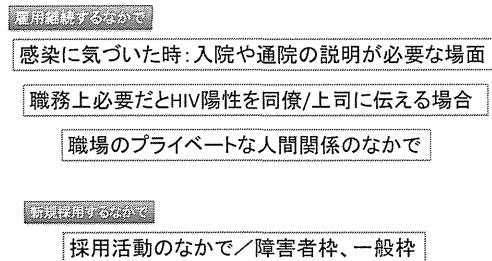 雇用継続するなかで
感染に気づいた時：入院や通院の説明が必要な場面
職務上必要だとHIV陽性を同僚/上司に伝える場合
職場のプライベートな人間関係のなかで
新規採用するなかで
採用活動のなかで／障害者枠、一般枠